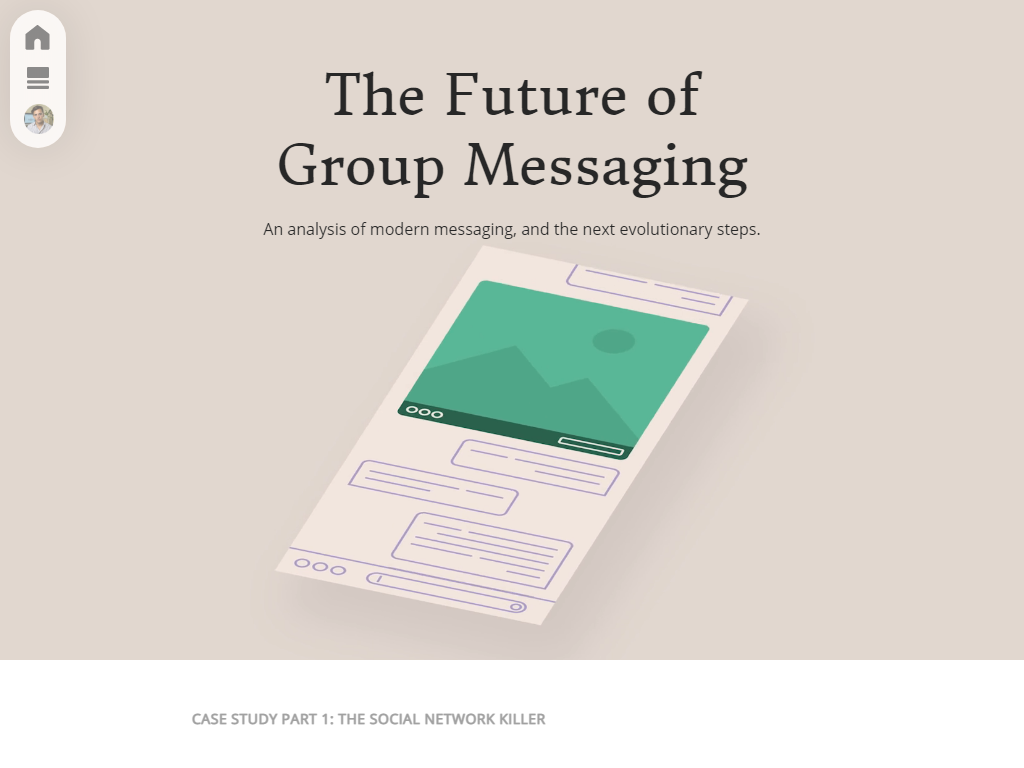 The Future of
Group Messaging
An analysis of modern messaging, and the next evolutionary steps.
CASE STUDY PART 1: THE SOCIAL NETWORK KILLER